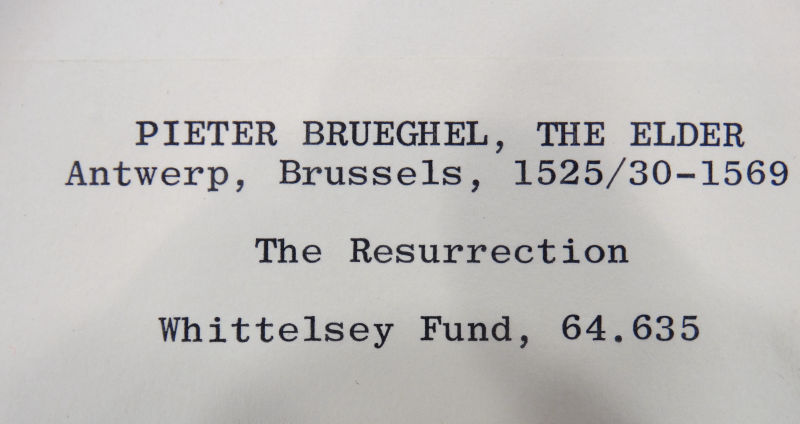 PIETER BRUEGHEL, THE ELDER
Antwerp, Brussels, 1525/30-1569
The Resurrection
Whittelsey Fund, 64.635